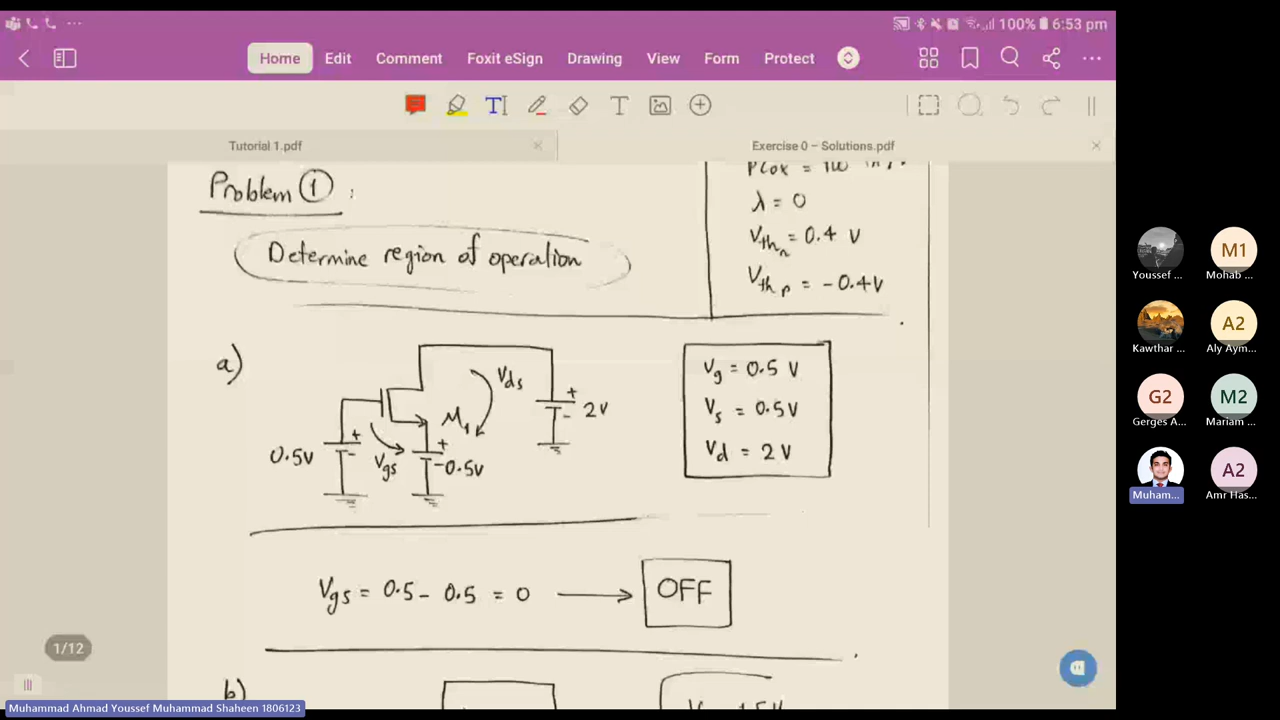 100% 6:53 pm
Home Edit Comment Foxit eSign Drawing View Form Protect
Tutorial 1.pdf
Exercise 0 – Solutions.pdf
Problem 1 :
λ = 0
Vthn = 0.4 V
Vthp = - 0.4V
Determine region of operation
a)
Vds
+
-
2V
M1
0.5V
+
-
Vgs
+
-
0.5V
Vg = 0.5 V
Vs = 0.5V
Vd = 2 V
Vgs = 0.5 - 0.5 = 0 → OFF
b)
1/12
Youssef ...
Mohab ...
M1
Kawthar ...
Aly Aym...
A2
Gerges A...
G2
Mariam ...
M2
Muham...
Amr Has...
A2
Muhammad Ahmad Youssef Muhammad Shaheen 1806123